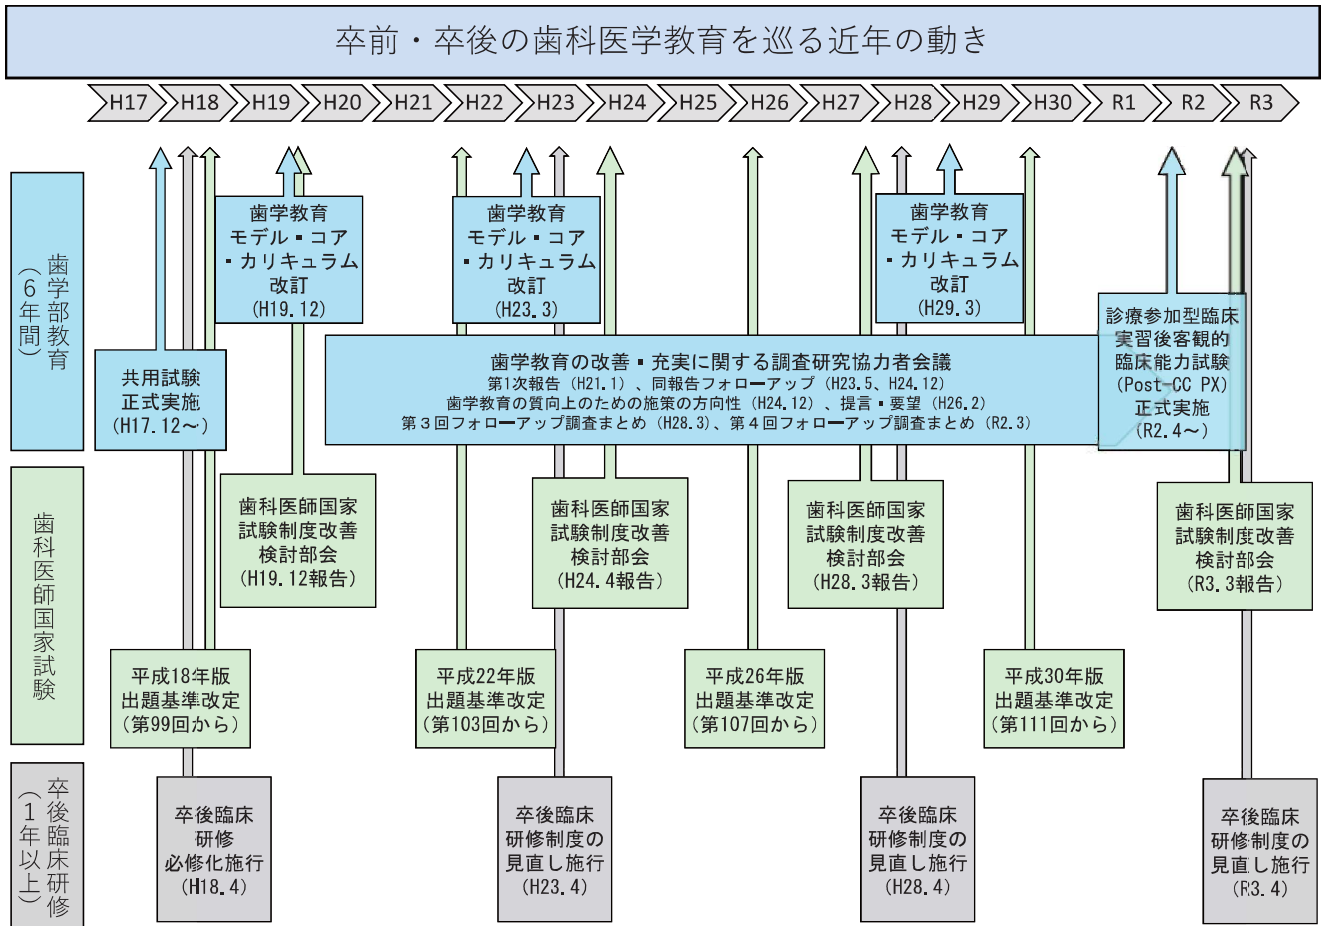 卒前・卒後の歯科医学教育を巡る近年の動き
H17
H18
H19
H20
H21
H22
H23
H24
H25
H26
H27
H28
H29
H30
R1
R2
R3
歯学部教育
(6年間)
共用試験
正式実施
(H17.12～)
歯学教育
モデル・コア
・カリキュラム
改訂
(H19.12)
歯学教育
モデル・コア
・カリキュラム
改訂
(H23.3)
歯学教育
モデル・コア
・カリキュラム
改訂
(H29.3)
歯学教育の改善・充実に関する調査研究協力者会議
第1次報告(H21.1)、同報告フォローアップ(H23.5、H24.12)
歯学教育の質向上のための施策の方向性(H24.12)、提言・要望(H26.2)
第３回フォローアップ調査まとめ(H28.3)、第４回フォローアップ調査まとめ(R2.3)
診療参加型臨床
実習後客観的
臨床能力試験
(Post-CC PX)
正式実施
(R2.4～)
歯科医師国家試験
歯科医師国家
試験制度改善
検討部会
(H19.12報告)
歯科医師国家
試験制度改善
検討部会
(H24.4報告)
歯科医師国家
試験制度改善
検討部会
(H28.3報告)
歯科医師国家
試験制度改善
検討部会
(R3.3報告)
平成18年版
出題基準改定
(第99回から)
平成22年版
出題基準改定
(第103回から)
平成26年版
出題基準改定
(第107回から)
平成30年版
出題基準改定
(第111回から)
卒後臨床研修
(1年以上)
卒後臨床
研修
必修化施行
(H18.4)
卒後臨床
研修制度の
見直し施行
(H23.4)
卒後臨床
研修制度の
見直し施行
(H28.4)
卒後臨床
研修制度の
見直し施行
(R3.4)